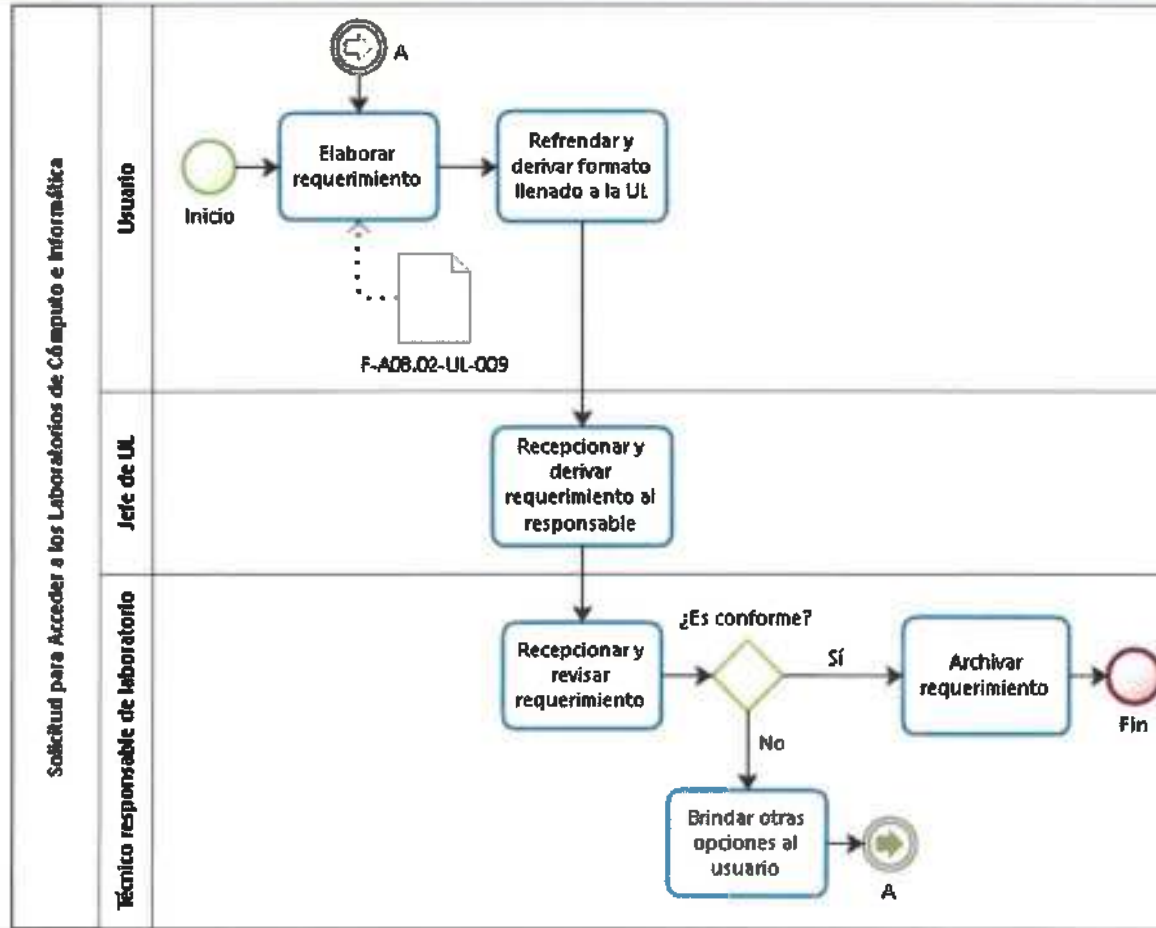 Solicitud para Acceder a los Laboratorios de Cómputo e Informática
Usuario
A
Inicio
Elaborar
requerimiento
Refrendar y
derivar formato
llenado a la UL
F-A08.02-UL-009
Jefe de UL
Recepcionar y
derivar
requerimiento al
responsable
Técnico responsable de laboratorio
Recepcionar y
revisar
requerimiento
¿Es conforme?
Sí
No
Archivar
requerimiento
Fin
Brindar otras
opciones al
usuario
A